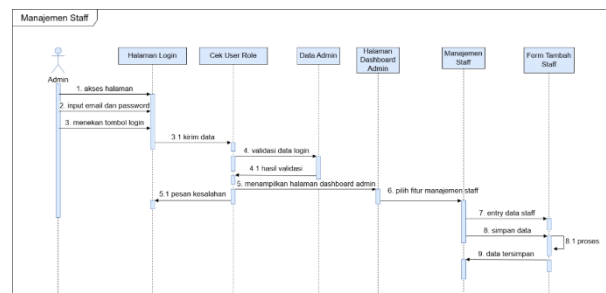 Manajemen Staff
Admin
Halaman Login
Cek User Role
Data Admin
Halaman
Dashboard
Admin
Manajemen
Staff
Form Tambah
Staff
1. akses halaman
2. input email dan password
3. menekan tombol login
3.1 kirim data
4. validasi data login
4.1 hasil validasi
5. menampilkan halaman dashboard admin
5.1 pesan kesalahan
6. pilih fitur manajemen staff
7. entry data staff
8. simpan data
8.1 proses
9. data tersimpan